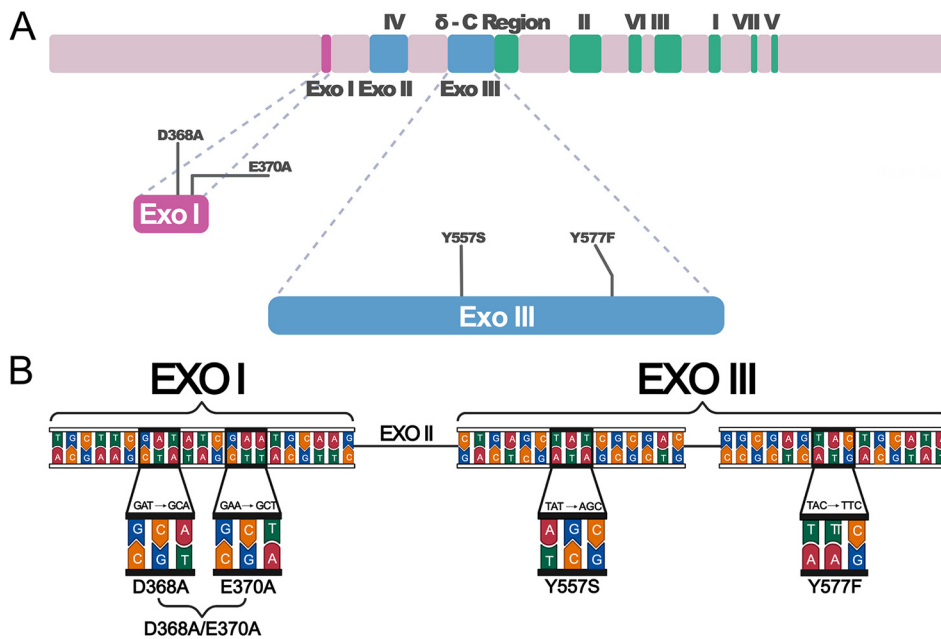 A
IV δ - C Region II VI III I VII V
Exo I Exo II Exo III
D368A
E370A
Exo I
Y557S Y577F
Exo III
B
EXO I EXO III
T G C T T C G A T A T C G A A T G C A A G
A C G A A G C T A T A G C T T A C G T T C
EXO II
C T G A G C T A T C G C G A C
G A C T C G A T A G C G C T G
G G C G A G T A C T G C A T A
C C G C T C A T G A C G T A T
GAT→GCA GAA→GCT TAT→AGC TAC→TTC
G C A G C T A G C T T C
C G T C G A T C G A A G
D368A E370A Y557S Y577F
D368A/E370A